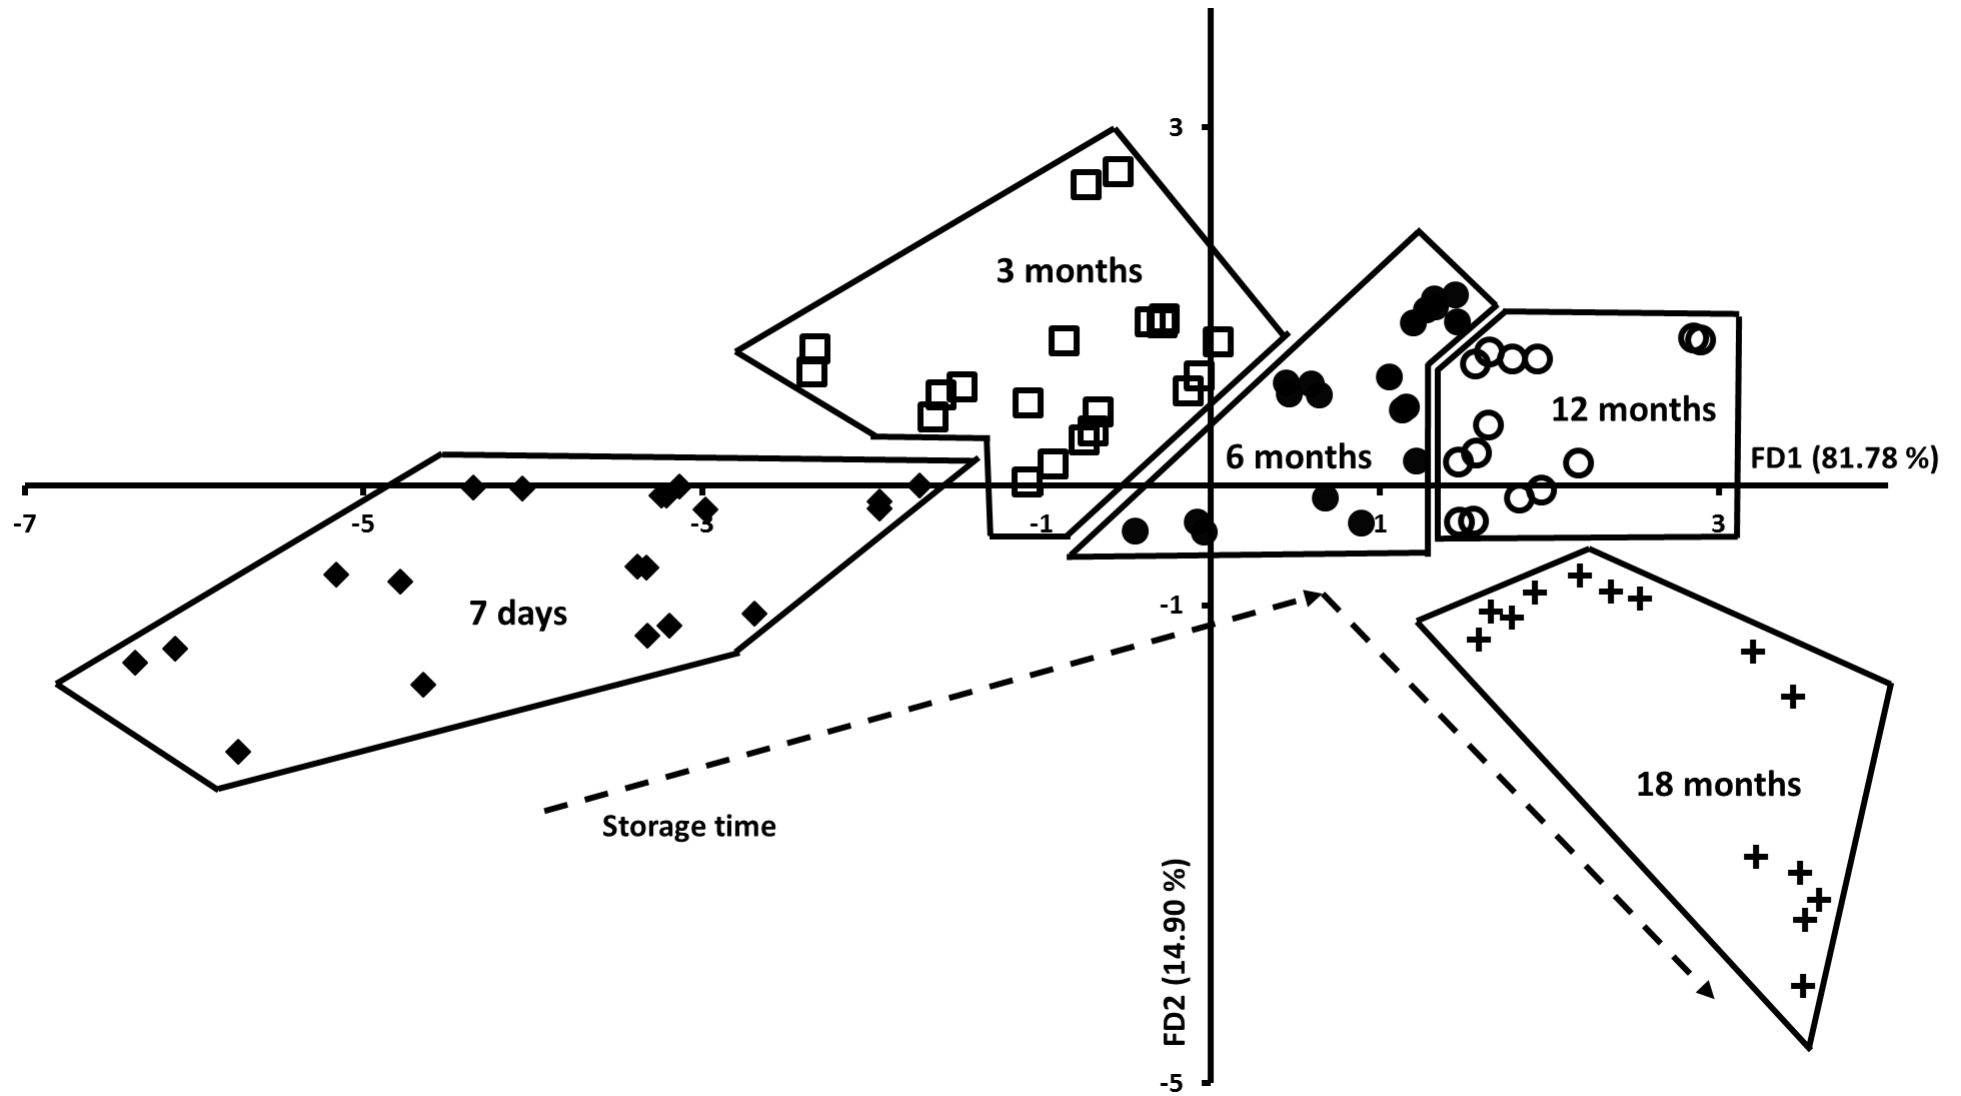 3
3 months
12 months
6 months
FD1 (81.78 %)
-7
-5
-3
-1
1
3
7 days
-1
18 months
Storage time
FD2 (14.90 %)
-5